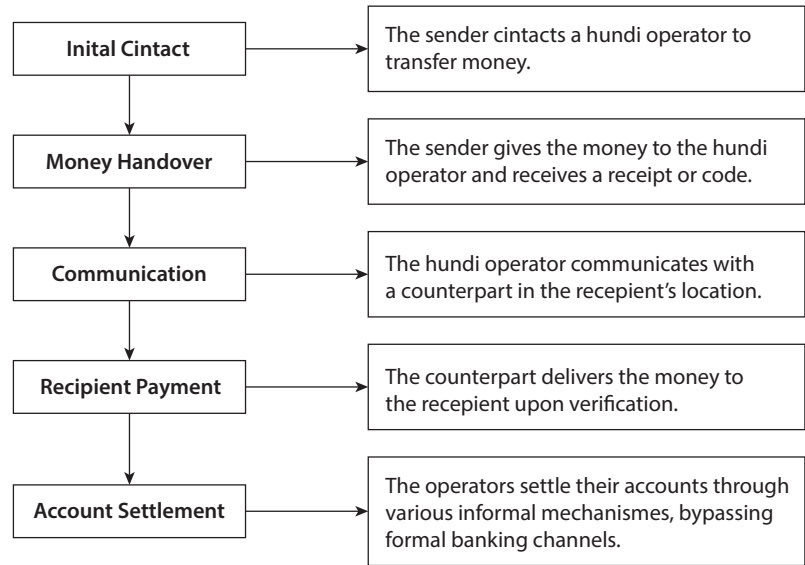 Inital Cintact
The sender cintacts a hundi operator to
transfer money.
Money Handover
The sender gives the money to the hundi
operator and receives a receipt or code.
Communication
The hundi operator communicates with
a counterpart in the recepient’s location.
Recipient Payment
The counterpart delivers the money to
the recepient upon verification.
Account Settlement
The operators settle their accounts through
various informal mechanismes, bypassing
formal banking channels.